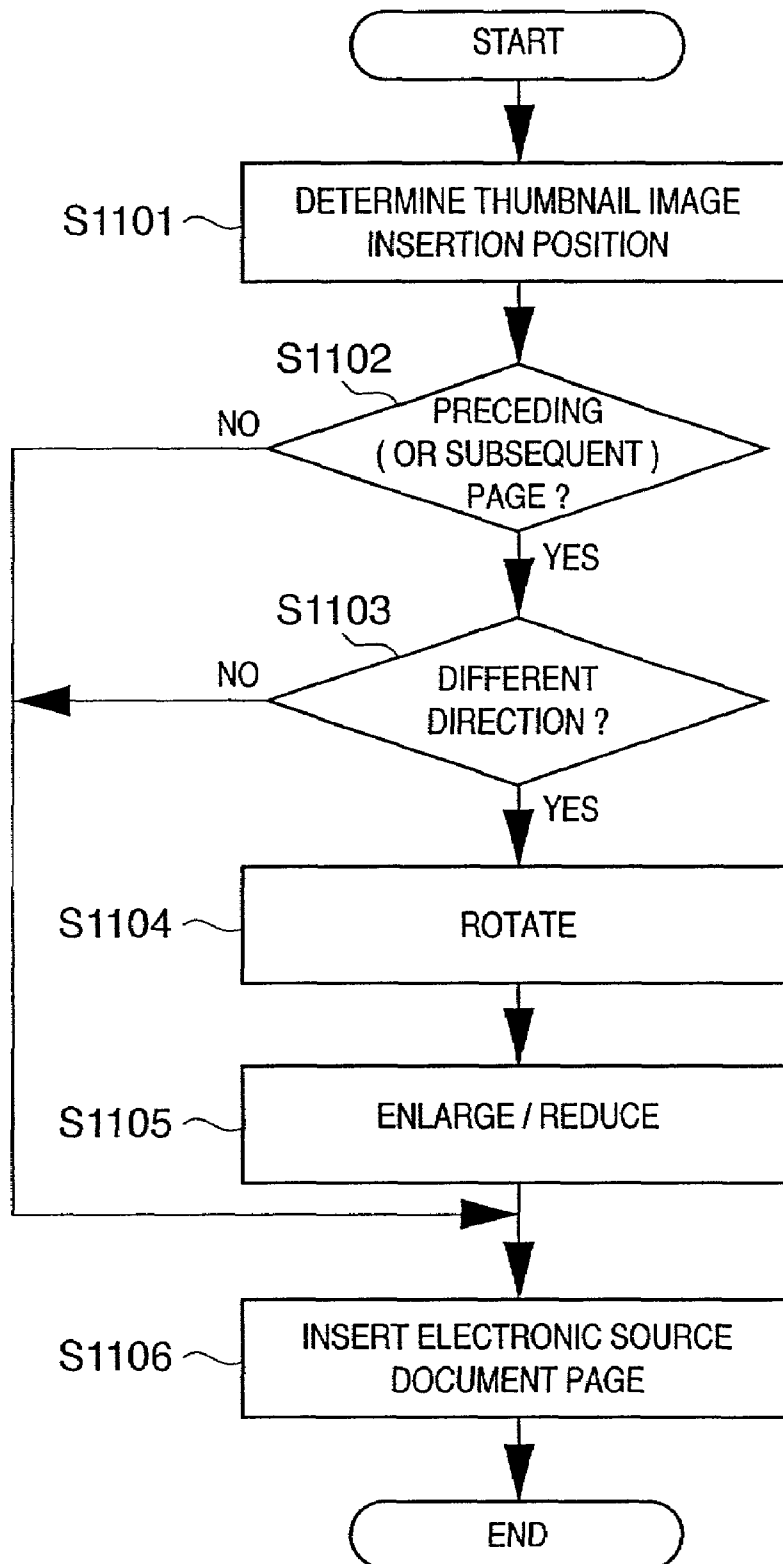 START
S1101
DETERMINE THUMBNAIL IMAGE
INSERTION POSITION
S1102
NO
PRECEDING
( OR SUBSEQUENT )
PAGE ?
YES
S1103
NO
DIFFERENT
DIRECTION ?
YES
S1104
ROTATE
S1105
ENLARGE / REDUCE
S1106
INSERT ELECTRONIC SOURCE
DOCUMENT PAGE
END